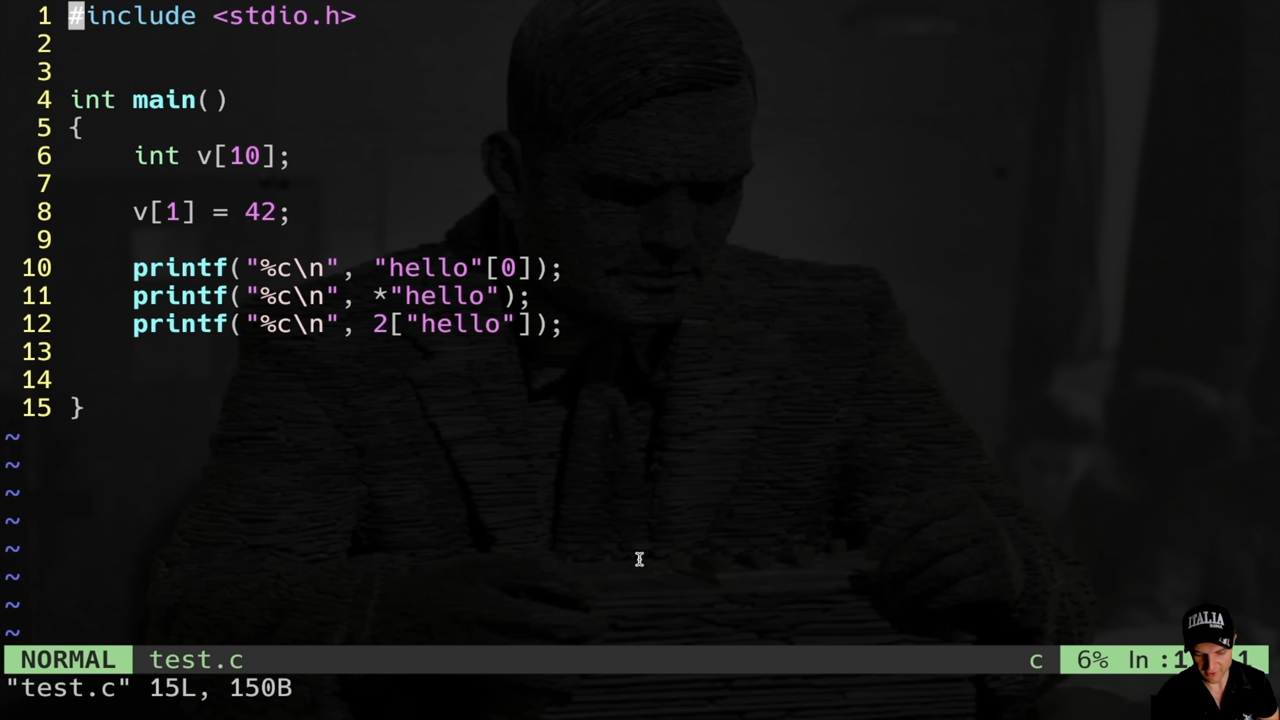 1 #include <stdio.h>
2
3
4 int main()
5 {
6     int v[10];
7
8     v[1] = 42;
9
10     printf("%c\n", "hello"[0]);
11     printf("%c\n", *"hello");
12     printf("%c\n", 2["hello"]);
13
14
15 }
~
~
~
~
~
~
~
~
NORMAL test.c c 6% ln :1 1
"test.c" 15L, 150B
ITALIA